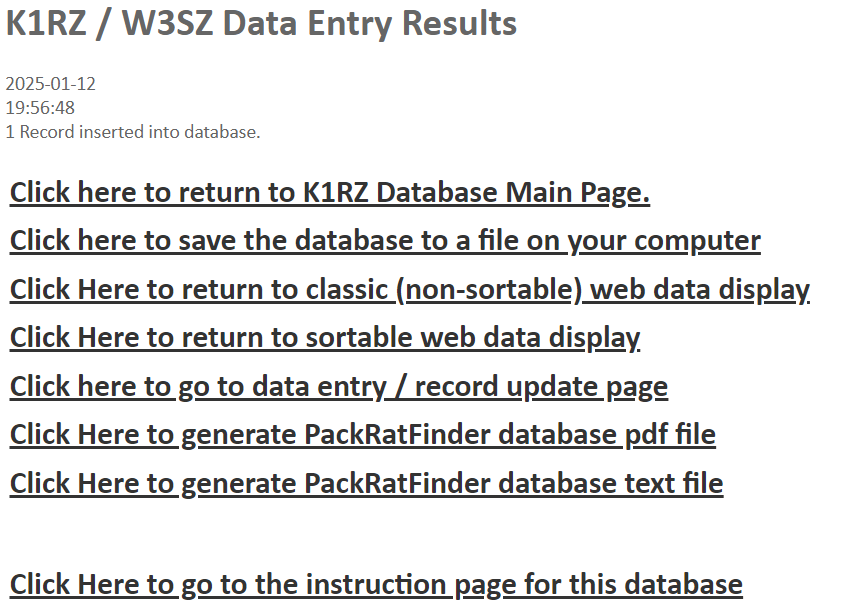 K1RZ / W3SZ Data Entry Results
2025-01-12
19:56:48
1 Record inserted into database.
Click here to return to K1RZ Database Main Page.
Click here to save the database to a file on your computer
Click Here to return to classic (non-sortable) web data display
Click Here to return to sortable web data display
Click here to go to data entry / record update page
Click Here to generate PackRatFinder database pdf file
Click Here to generate PackRatFinder database text file
Click Here to go to the instruction page for this database